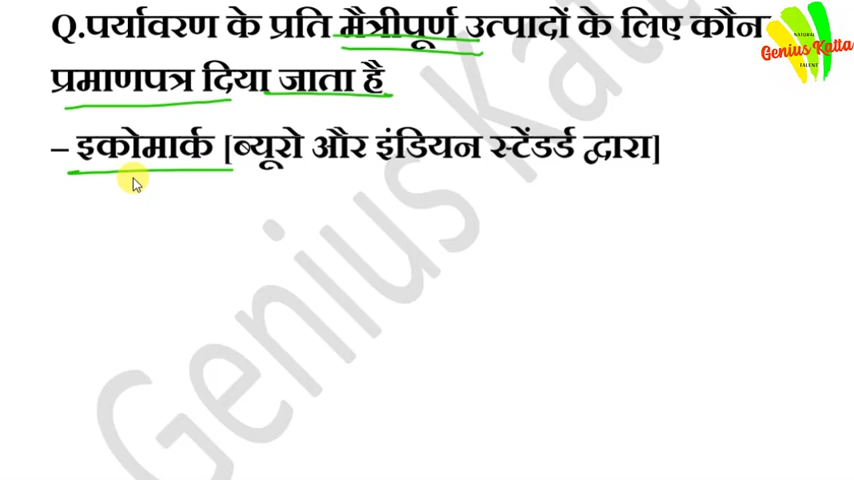 Q.पर्यावरण के प्रति मैत्रीपूर्ण उत्पादों के लिए कौन
प्रमाणपत्र दिया जाता है
– इकोमार्क [ब्यूरो और इंडियन स्टेंडर्ड द्वारा]
NATURAL
Genius Katta
TALENT
Genius Katta